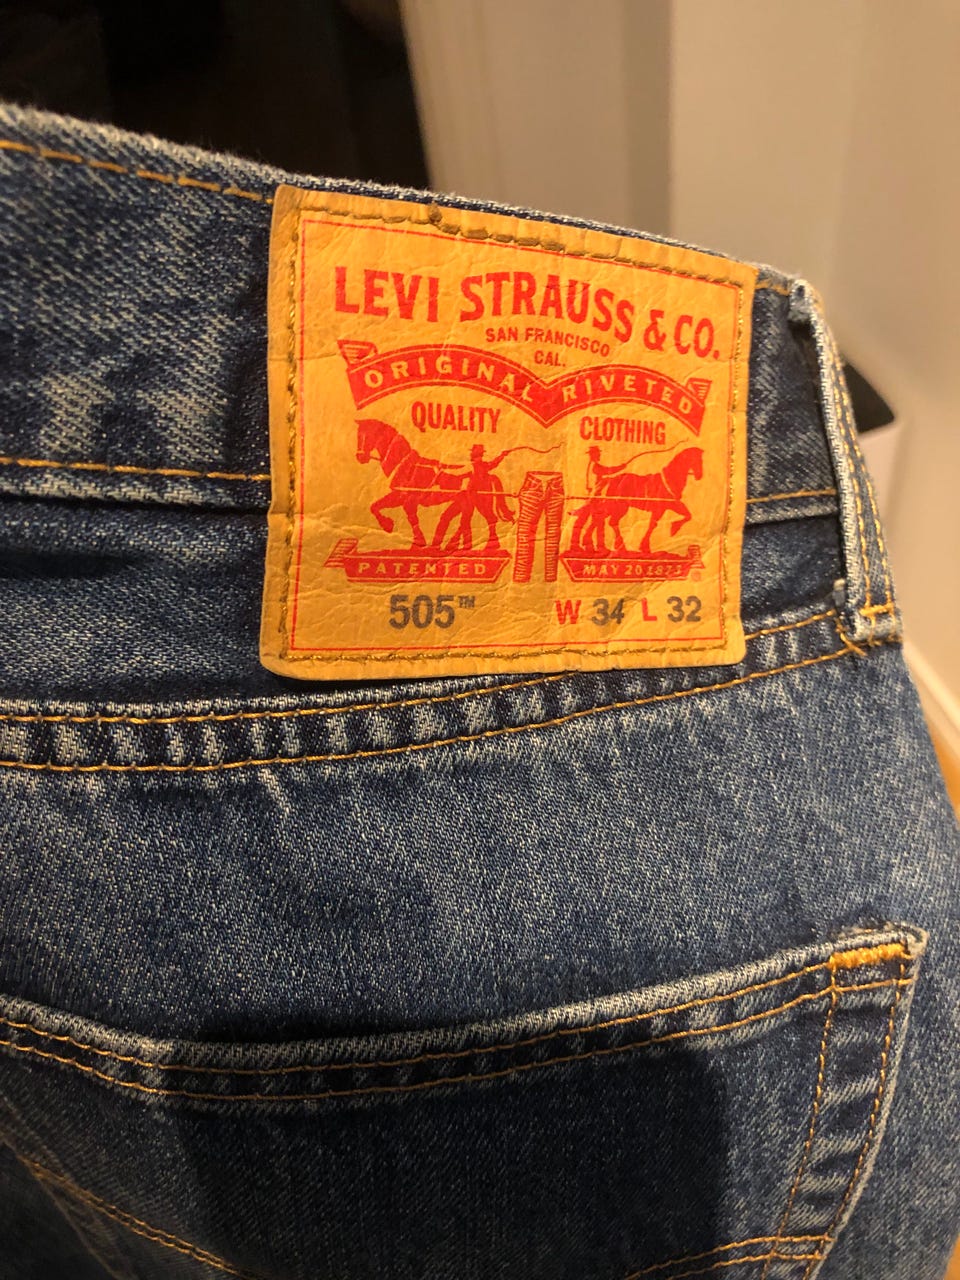 LEVI STRAUSS & CO.
SAN FRANCISCO
CAL.
ORIGINAL RIVETED
QUALITY CLOTHING
PATENTED MAY 20 1873
505™ W 34 L 32